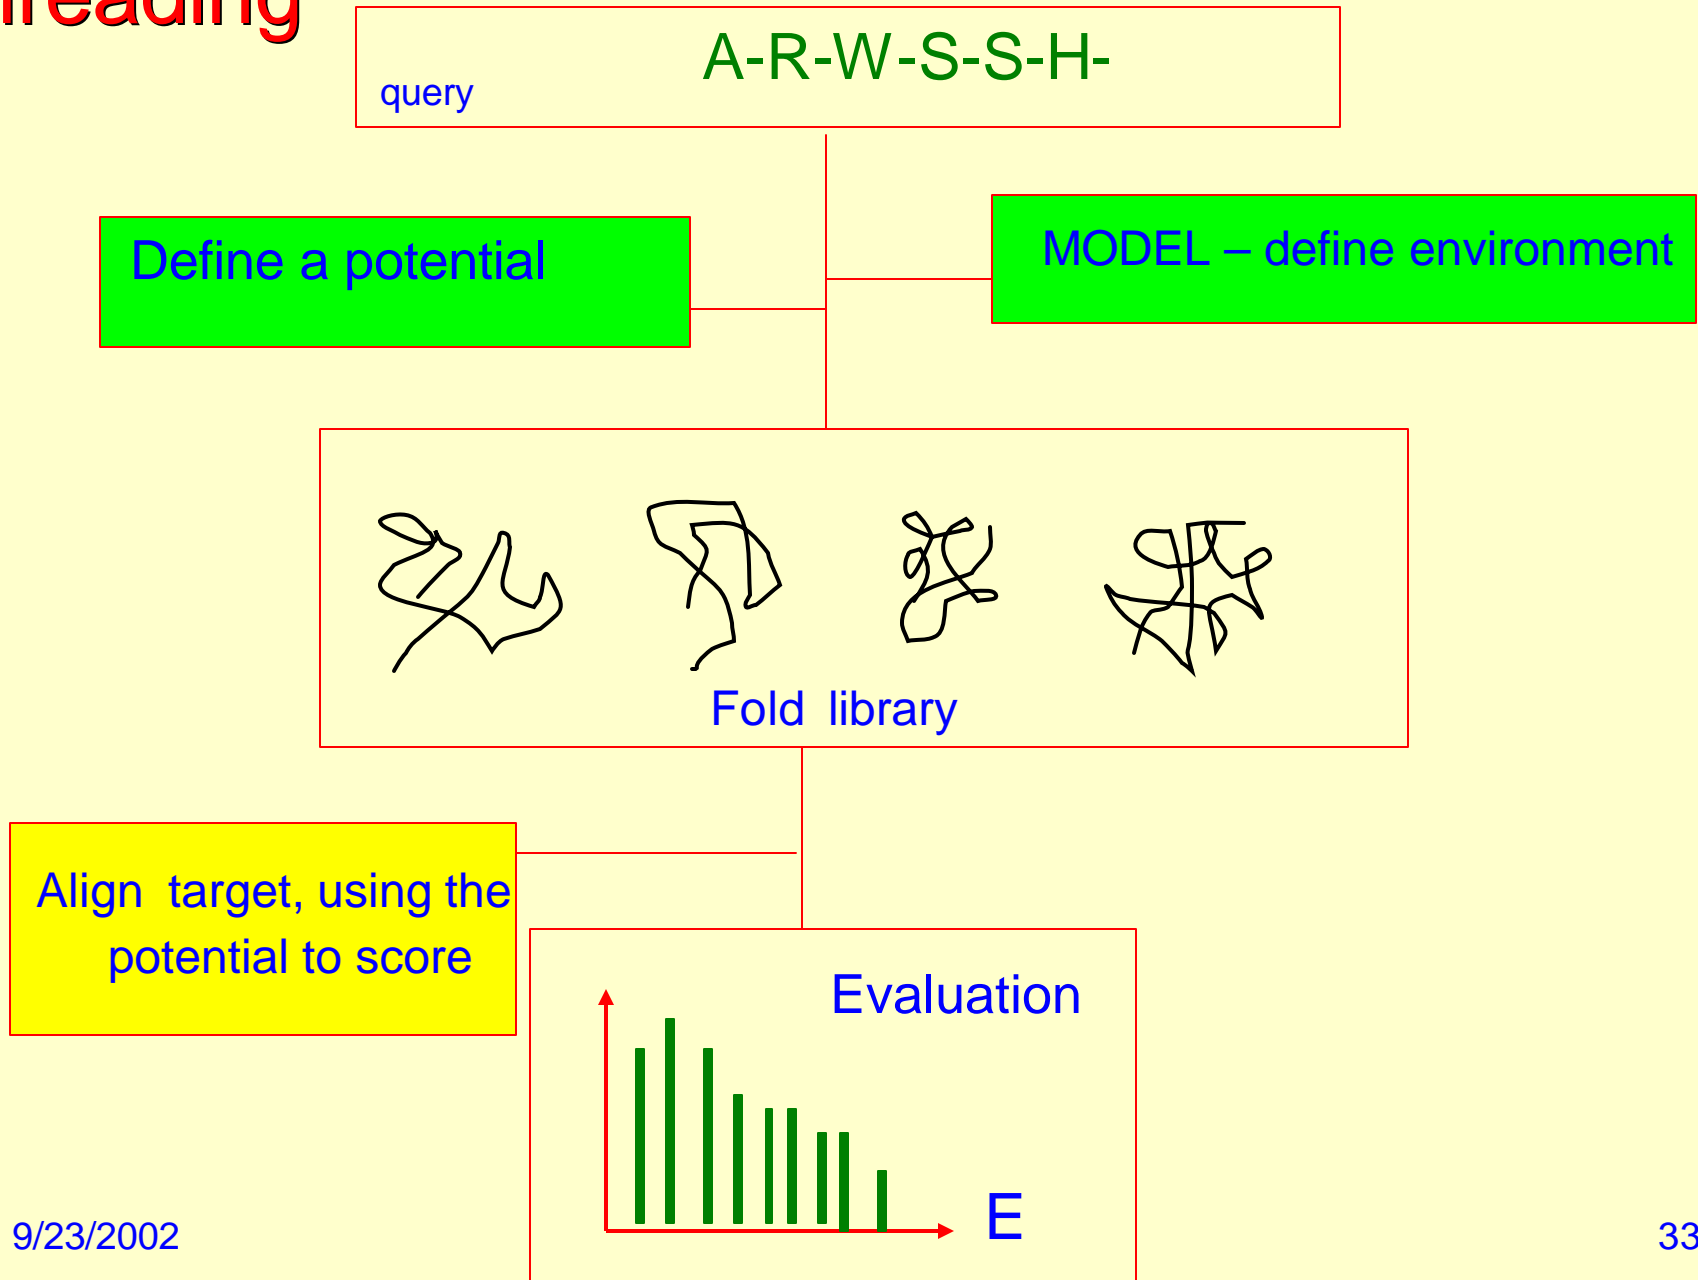 A-R-W-S-S-H-
query
Define a potential
MODEL – define environment
Fold library
Align target, using the
potential to score
Evaluation
E
9/23/2002
33